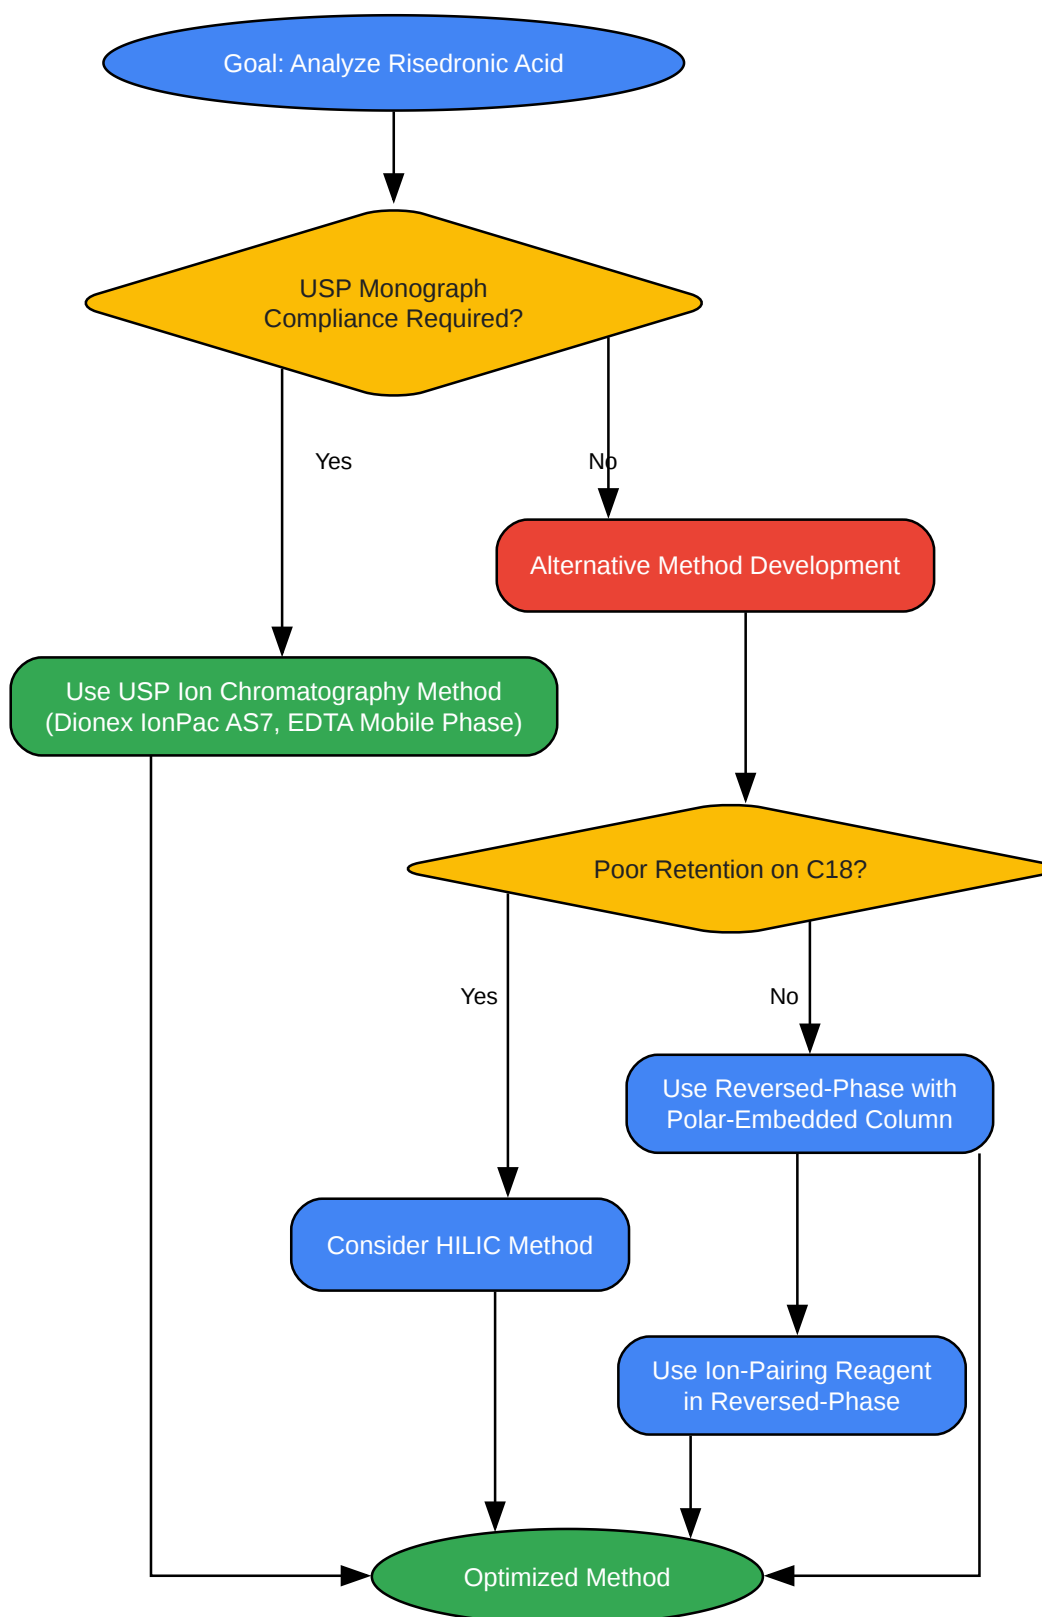 Goal: Analyze Risedronic Acid
USP Monograph
Compliance Required?
Yes
No
Alternative Method Development
Use USP Ion Chromatography Method
(Dionex IonPac AS7, EDTA Mobile Phase)
Poor Retention on C18?
Yes
No
Use Reversed-Phase with
Polar-Embedded Column
Consider HILIC Method
Use Ion-Pairing Reagent
in Reversed-Phase
Optimized Method